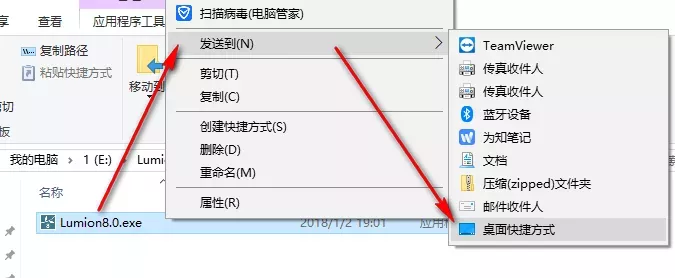 查看
应用程序工具
复制路径
粘贴快捷方式
剪切
移动到
板
我的电脑 › 1 (E:) › Lumio
名称
Lumion8.0.exe
2018/1/2 19:01
应用
扫描病毒(电脑管家)
发送到(N)
剪切(T)
复制(C)
创建快捷方式(S)
删除(D)
重命名(M)
属性(R)
TeamViewer
传真收件人
传真收件人
蓝牙设备
为知笔记
文档
压缩(zipped)文件夹
邮件收件人
桌面快捷方式